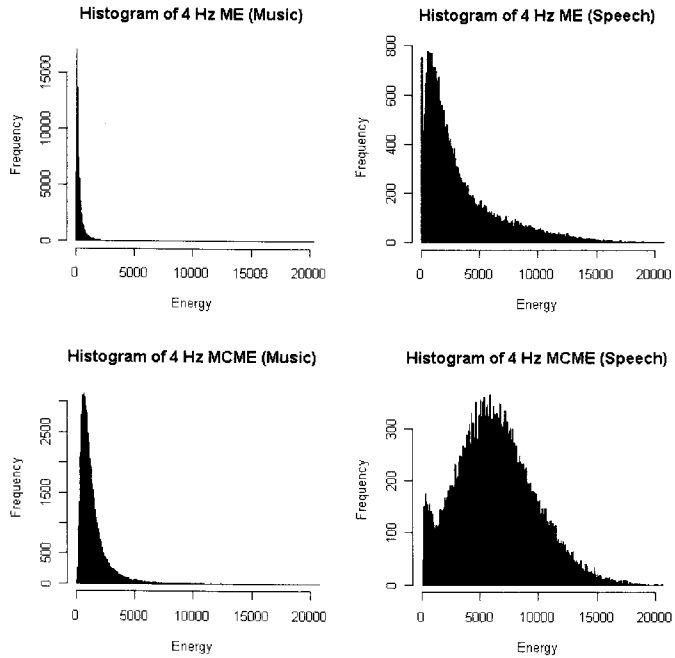 Histogram of 4 Hz ME (Music)
Frequency
15000
10000
5000
0
0 5000 10000 15000 20000
Energy
Histogram of 4 Hz ME (Speech)
Frequency
800
600
400
200
0
0 5000 10000 15000 20000
Energy
Histogram of 4 Hz MCME (Music)
Frequency
2500
1500
500
0
0 5000 10000 15000 20000
Energy
Histogram of 4 Hz MCME (Speech)
Frequency
300
200
100
0
0 5000 10000 15000 20000
Energy